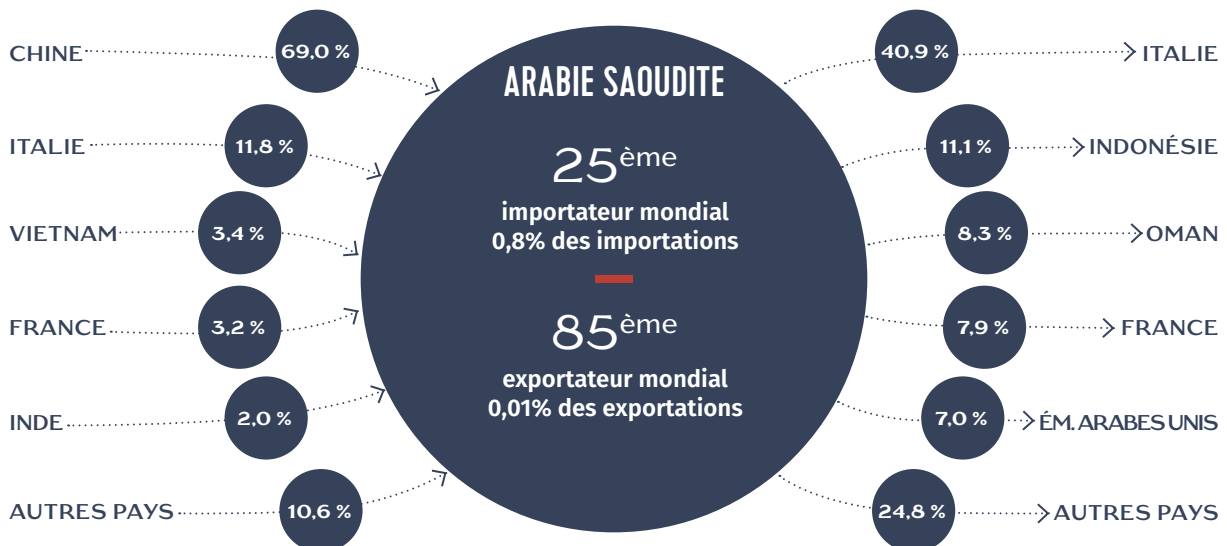 CHINE
69,0 %
ITALIE
11,8 %
VIETNAM
3,4 %
FRANCE
3,2 %
INDE
2,0 %
AUTRES PAYS
10,6 %
ARABIE SAOUDITE
25ème
importateur mondial
0,8% des importations
85ème
exportateur mondial
0,01% des exportations
40,9 %
ITALIE
11,1 %
INDONÉSIE
8,3 %
OMAN
7,9 %
FRANCE
7,0 %
ÉM. ARABES UNIS
24,8 %
AUTRES PAYS